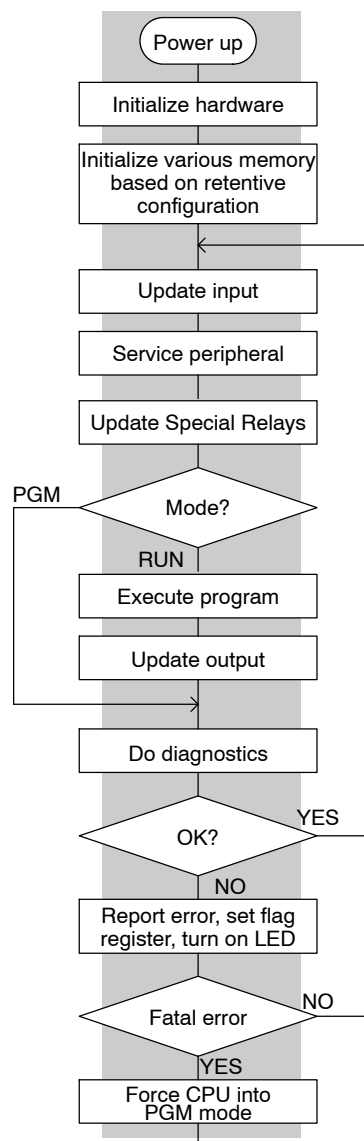 Power up
Initialize hardware
Initialize various memory
based on retentive
configuration
Update input
Service peripheral
Update Special Relays
PGM
Mode?
RUN
Execute program
Update output
Do diagnostics
YES
OK?
NO
Report error, set flag
register, turn on LED
NO
Fatal error
YES
Force CPU into
PGM mode